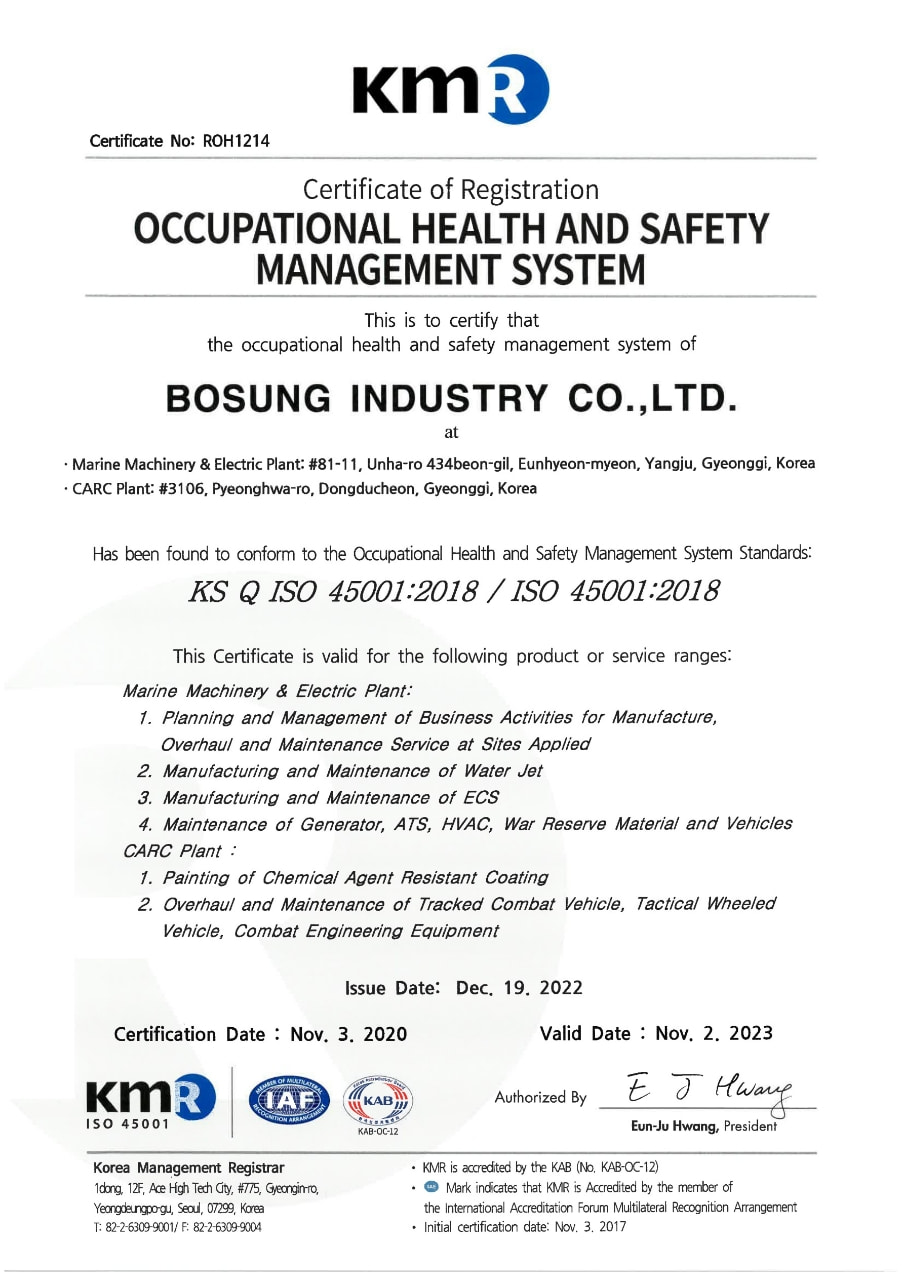 KMR
Certificate No: ROH1214
Certificate of Registration
OCCUPATIONAL HEALTH AND SAFETY
MANAGEMENT SYSTEM
This is to certify that
the occupational health and safety management system of
BOSUNG INDUSTRY CO.,LTD.
at
· Marine Machinery & Electric Plant: #81-11, Unha-ro 434beon-gil, Eunhyeon-myeon, Yangju, Gyeonggi, Korea
· CARC Plant: #3106, Pyeonghwa-ro, Dongducheon, Gyeonggi, Korea
Has been found to conform to the Occupational Health and Safety Management System Standards:
KS Q ISO 45001:2018 / ISO 45001:2018
This Certificate is valid for the following product or service ranges:
Marine Machinery & Electric Plant:
1. Planning and Management of Business Activities for Manufacture,
Overhaul and Maintenance Service at Sites Applied
2. Manufacturing and Maintenance of Water Jet
3. Manufacturing and Maintenance of ECS
4. Maintenance of Generator, ATS, HVAC, War Reserve Material and Vehicles
CARC Plant :
1. Painting of Chemical Agent Resistant Coating
2. Overhaul and Maintenance of Tracked Combat Vehicle, Tactical Wheeled
Vehicle, Combat Engineering Equipment
Issue Date: Dec. 19. 2022
Certification Date : Nov. 3. 2020
Valid Date : Nov. 2. 2023
KMR
ISO 45001
MEMBER OF MULTILATERAL
IAF
RECOGNITION ARRANGEMENT
KAB
KAB-OC-12
Authorized By
E J Hwang
Eun-Ju Hwang, President
Korea Management Registrar
1dong, 12F, Ace High Tech City, #775, Gyeongin-ro,
Yeongdeungpo-gu, Seoul, 07299, Korea
T: 82-2-6309-9001/ F: 82-2-6309-9004
• KMR is accredited by the KAB (No. KAB-OC-12)
• Mark indicates that KMR is Accredited by the member of
the International Accreditation Forum Multilateral Recognition Arrangement
• Initial certification date: Nov. 3. 2017